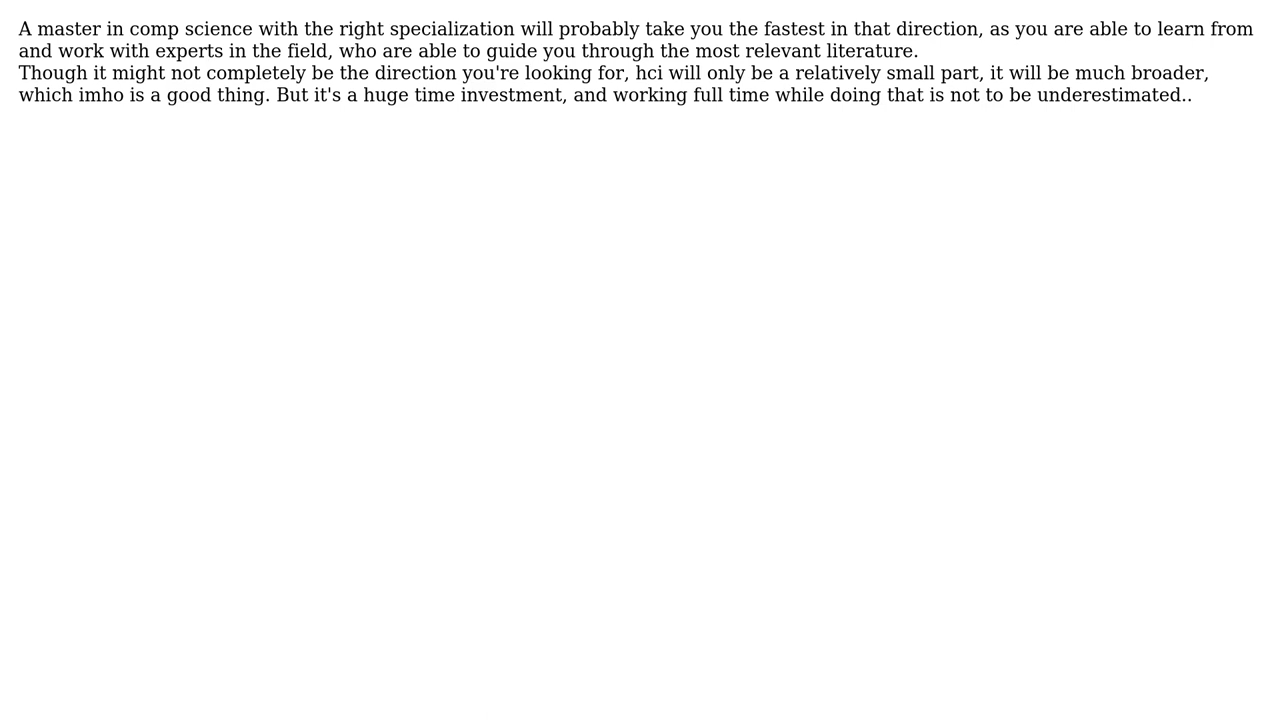 A master in comp science with the right specialization will probably take you the fastest in that direction, as you are able to learn from
and work with experts in the field, who are able to guide you through the most relevant literature.
Though it might not completely be the direction you're looking for, hci will only be a relatively small part, it will be much broader,
which imho is a good thing. But it's a huge time investment, and working full time while doing that is not to be underestimated..